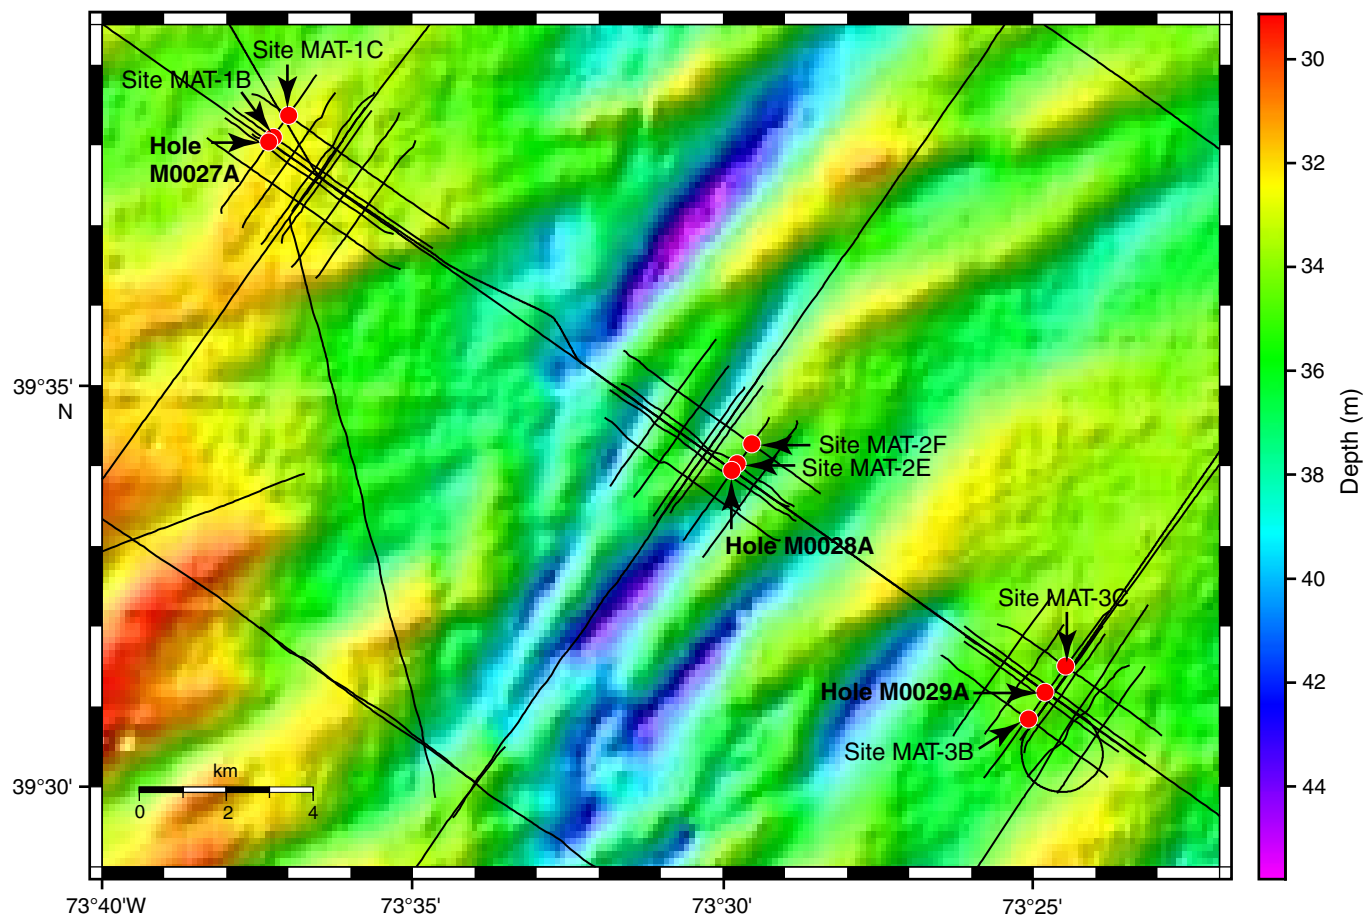 Site MAT-1C
Site MAT-1B
Hole
M0027A
Site MAT-2F
Site MAT-2E
Hole M0028A
Site MAT-3C
Hole M0029A
Site MAT-3B
km
0 2 4
39°35'
N
39°30'
73°40'W 73°35' 73°30' 73°25'
30
32
34
36
38
40
42
44
Depth (m)